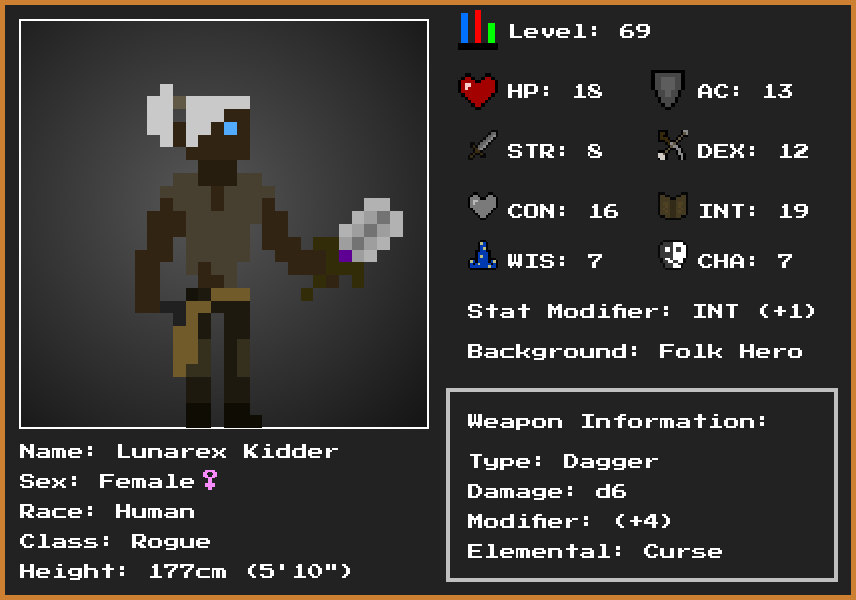 Level: 69
HP: 18 AC: 13
STR: 8 DEX: 12
CON: 16 INT: 19
WIS: 7 CHA: 7
Stat Modifier: INT (+1)
Background: Folk Hero
Weapon Information:
Type: Dagger
Damage: d6
Modifier: (+4)
Elemental: Curse
Name: Lunarex Kidder
Sex: Female♀
Race: Human
Class: Rogue
Height: 177cm (5'10")